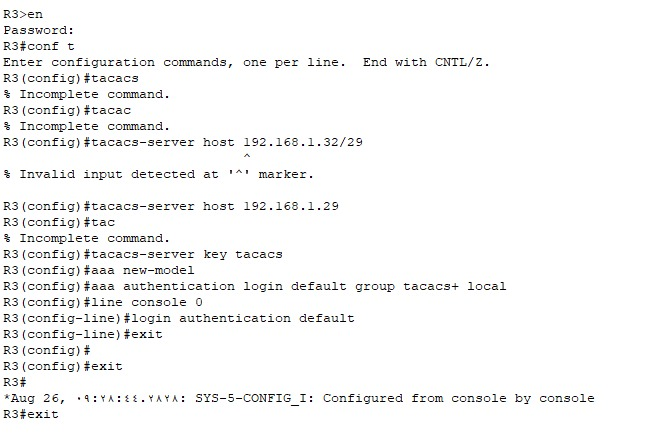 R3>en
Password:
R3#conf t
Enter configuration commands, one per line.  End with CNTL/Z.
R3(config)#tacacs
% Incomplete command.
R3(config)#tacac
% Incomplete command.
R3(config)#tacacs-server host 192.168.1.32/29
^
% Invalid input detected at '^' marker.
R3(config)#tacacs-server host 192.168.1.29
R3(config)#tac
% Incomplete command.
R3(config)#tacacs-server key tacacs
R3(config)#aaa new-model
R3(config)#aaa authentication login default group tacacs+ local
R3(config)#line console 0
R3(config-line)#login authentication default
R3(config-line)#exit
R3(config)#
R3(config)#exit
R3#
*Aug 26, ٠٩:٢٨:٤٤.٢٨٢٨: SYS-5-CONFIG_I: Configured from console by console
R3#exit